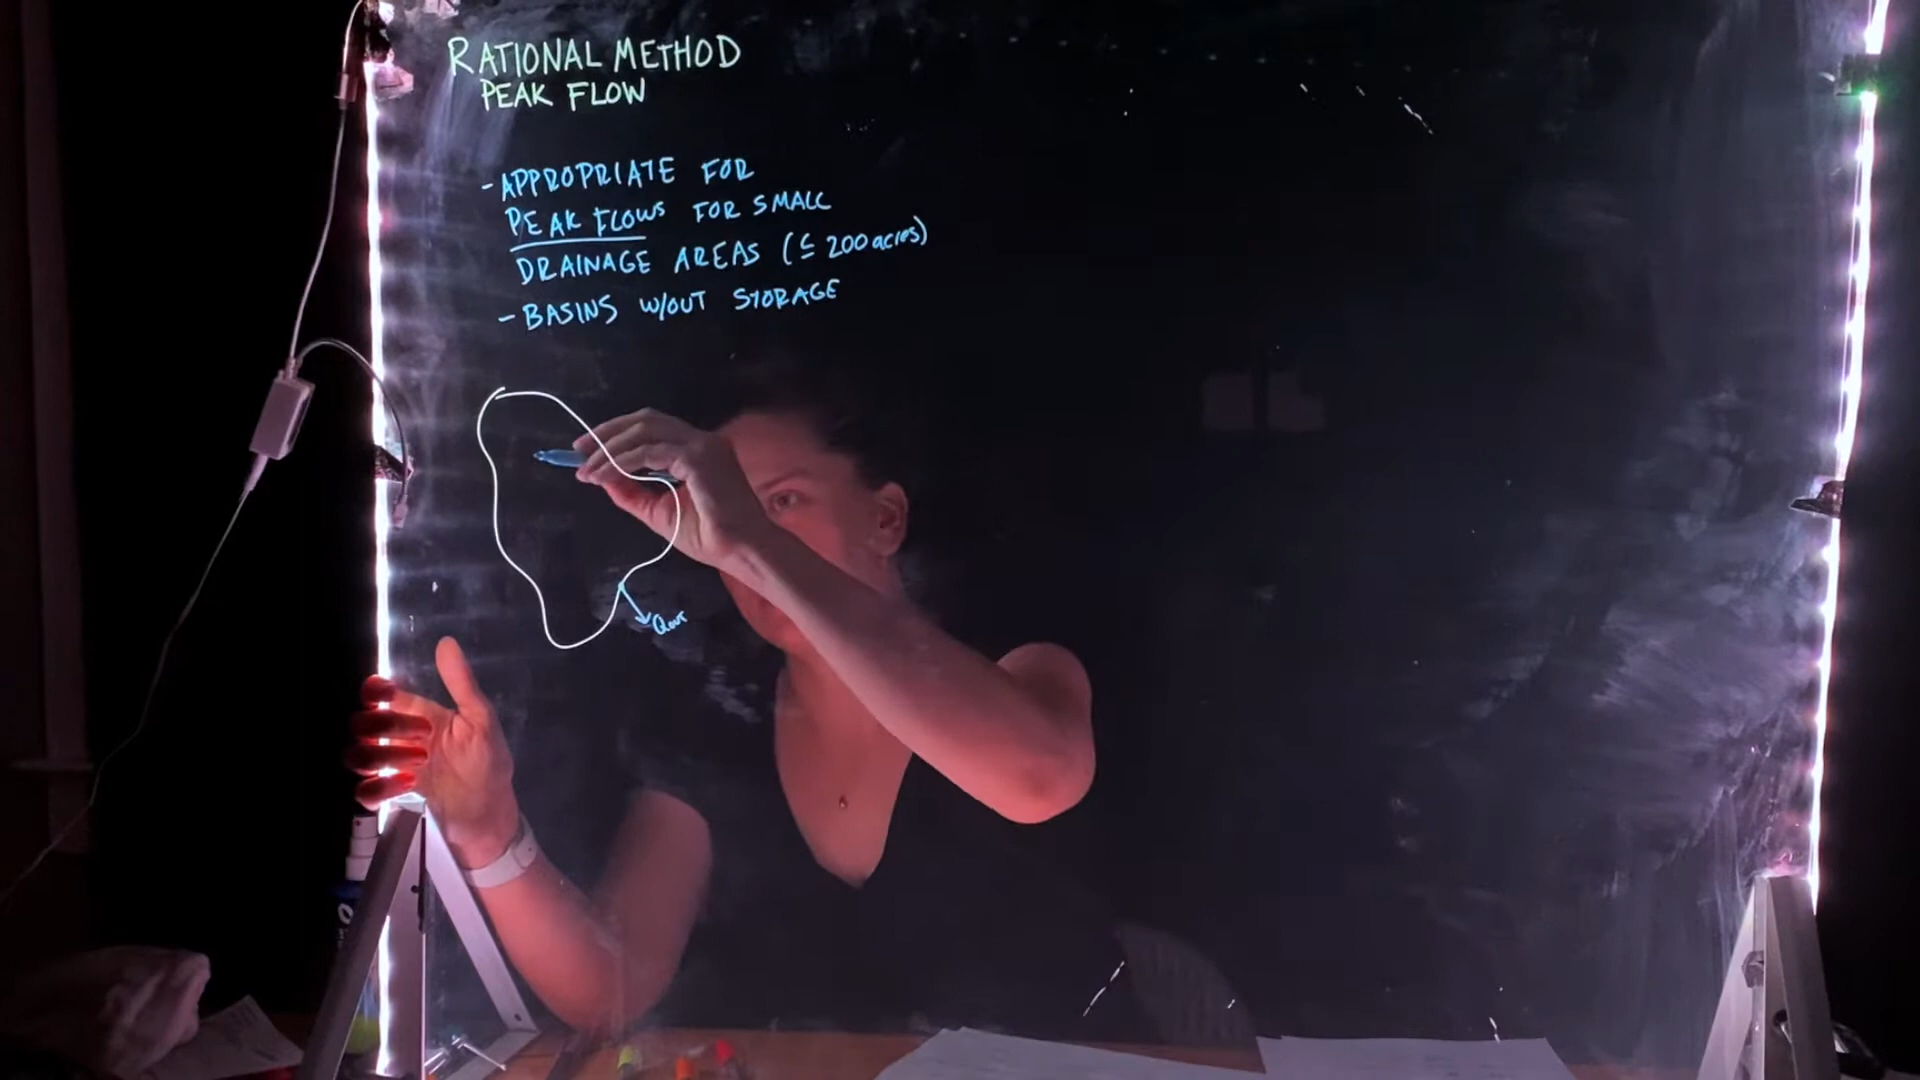 RATIONAL METHOD
PEAK FLOW
- APPROPRIATE FOR
PEAK FLOWS FOR SMALL
DRAINAGE AREAS (≤ 200 acres)
- BASINS W/OUT STORAGE
Qout